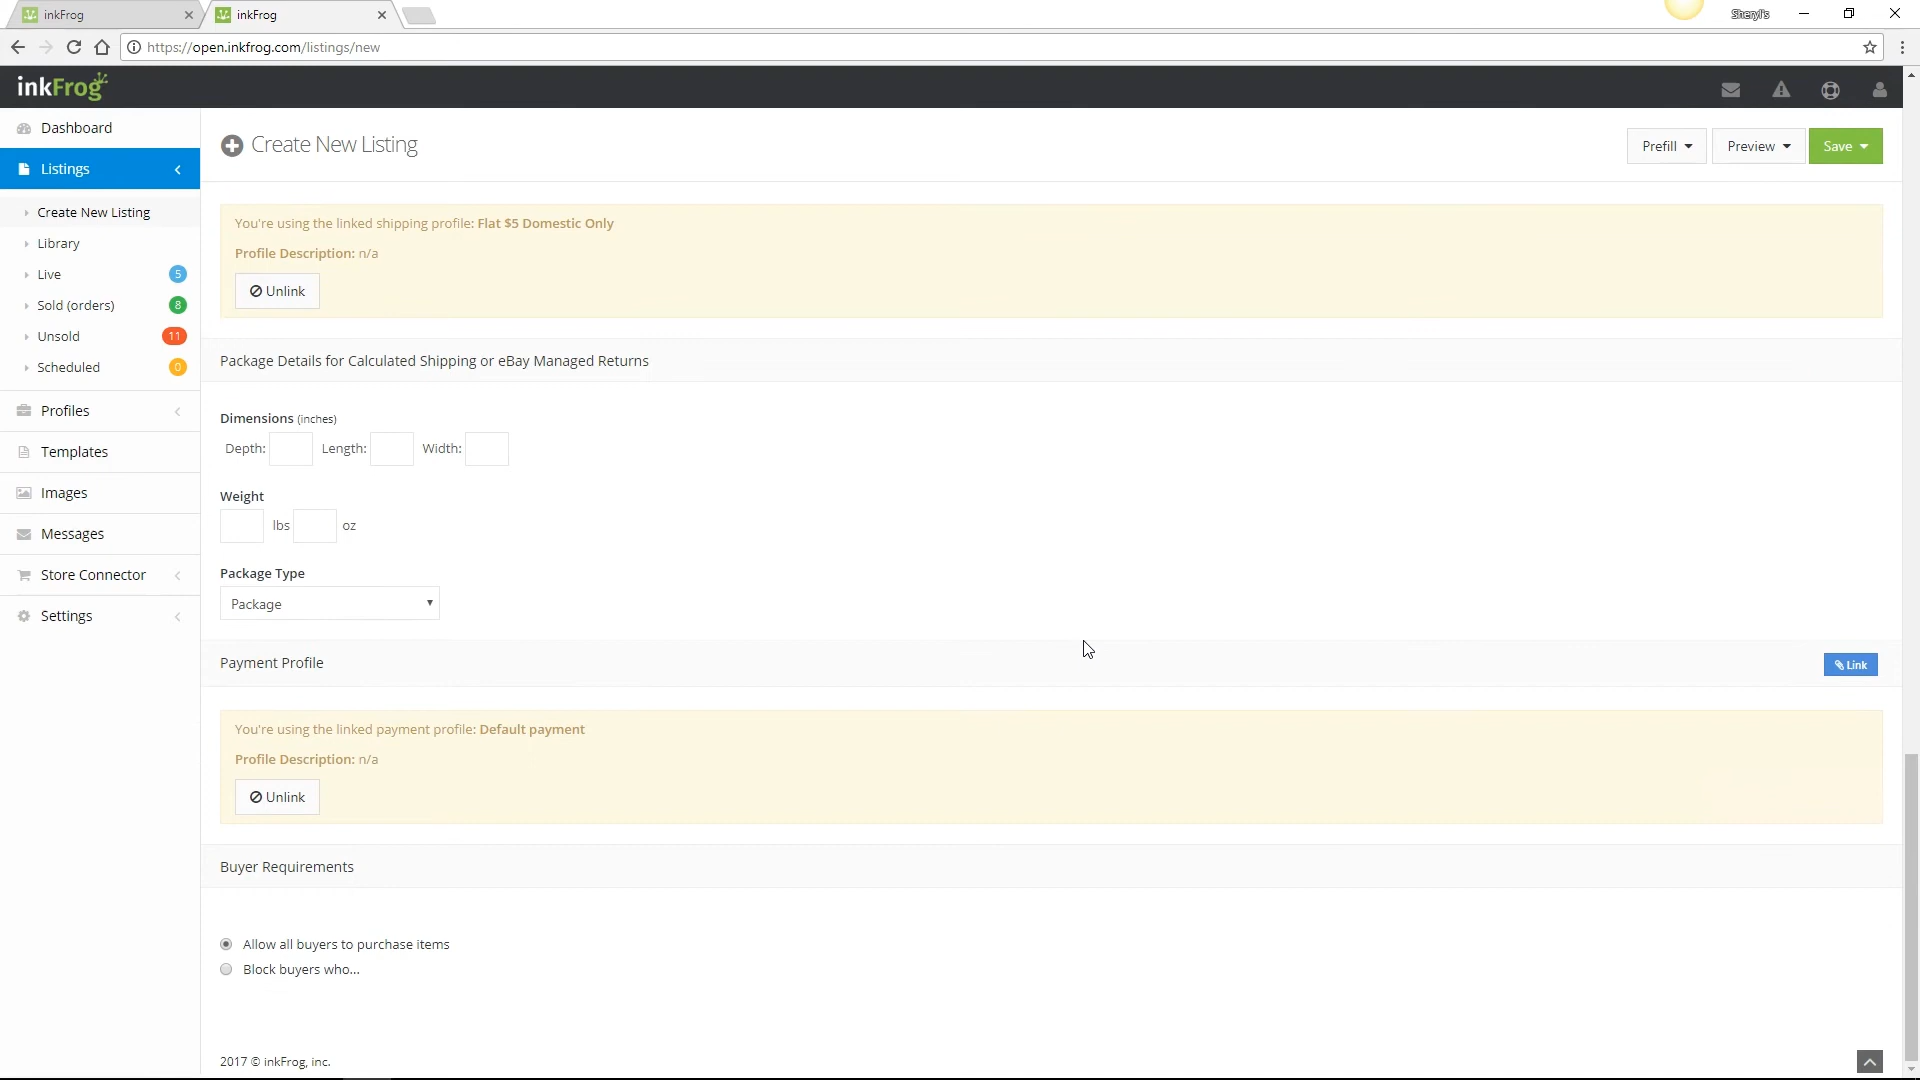 inkFrog
inkFrog
Sheryl's
https://open.inkfrog.com/listings/new
inkFrog
Dashboard
Listings
Create New Listing
Library
Live 5
Sold (orders) 8
Unsold 11
Scheduled 0
Profiles
Templates
Images
Messages
Store Connector
Settings
Create New Listing
Prefill
Preview
Save
You're using the linked shipping profile: Flat $5 Domestic Only
Profile Description: n/a
Unlink
Package Details for Calculated Shipping or eBay Managed Returns
Dimensions (inches)
Depth: Length: Width:
Weight
lbs oz
Package Type
Package
Payment Profile
Link
You're using the linked payment profile: Default payment
Profile Description: n/a
Unlink
Buyer Requirements
Allow all buyers to purchase items
Block buyers who...
2017 © inkFrog, inc.